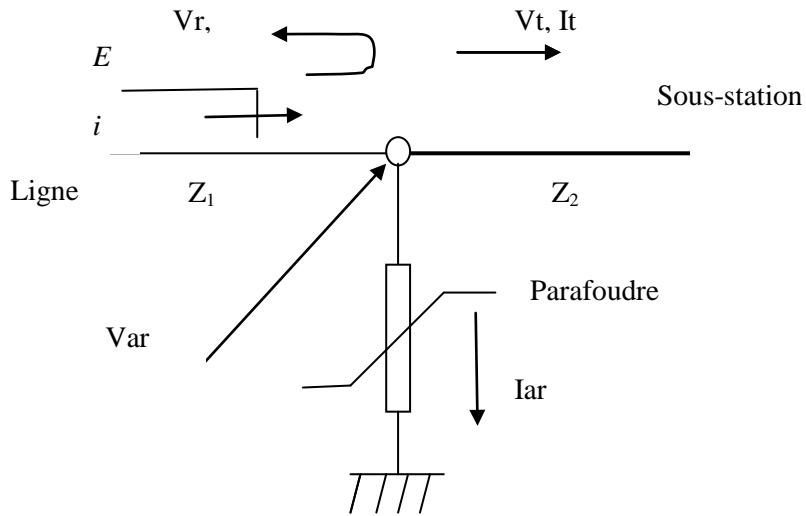 Vr,
Vt, It
E
Sous-station
i
Ligne
Z1
Z2
Parafoudre
Var
Iar